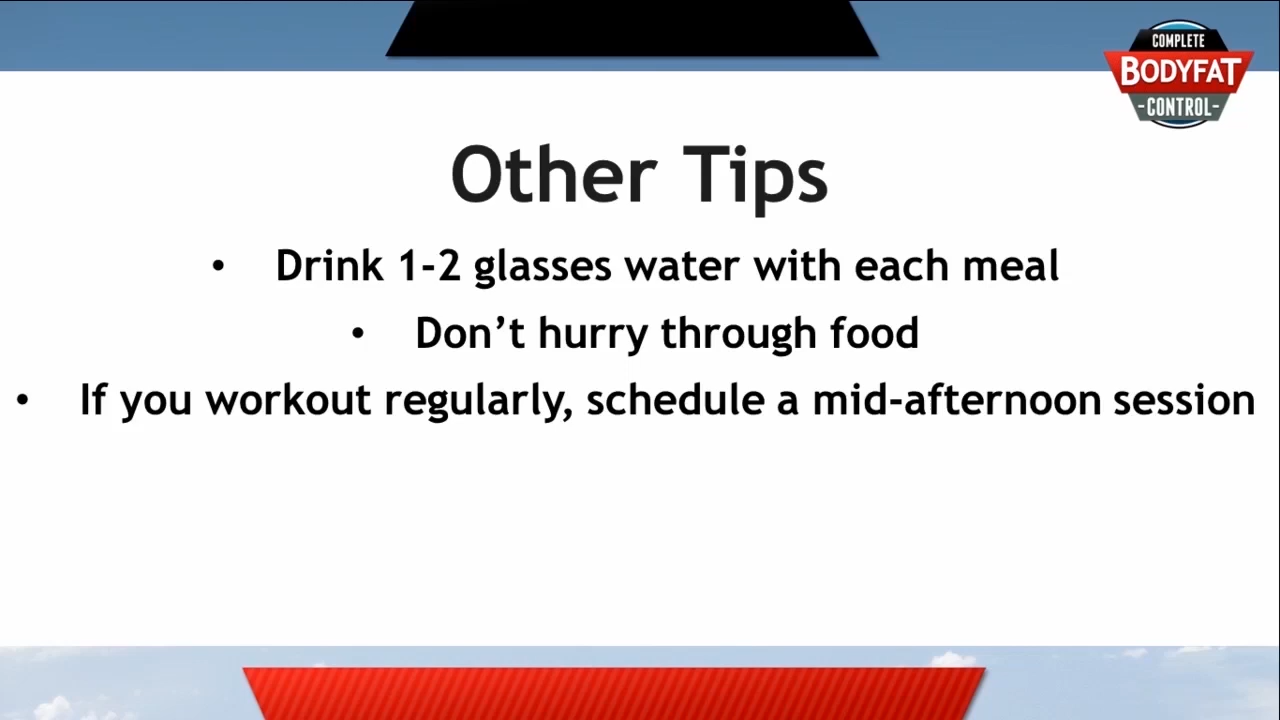 COMPLETE
BODYFAT
-CONTROL-
Other Tips
• Drink 1-2 glasses water with each meal
• Don’t hurry through food
• If you workout regularly, schedule a mid-afternoon session